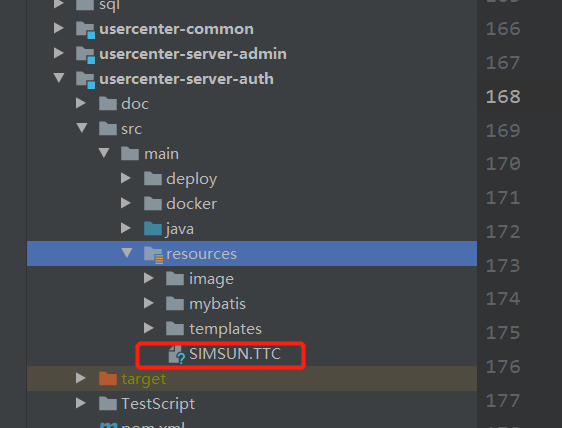 sql
usercenter-common
usercenter-server-admin
usercenter-server-auth
doc
src
main
deploy
docker
java
resources
image
mybatis
templates
SIMSUN.TTC
target
TestScript
pom.xml
166
167
168
169
170
171
172
173
174
175
176
177